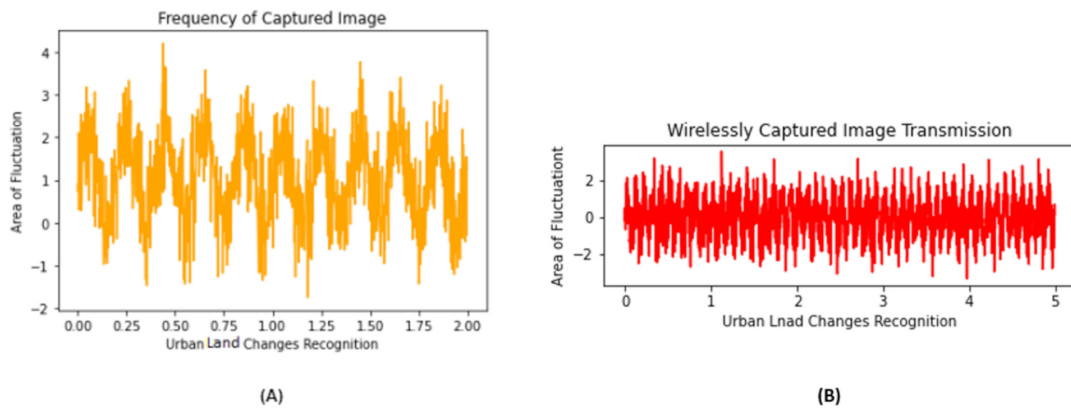 Frequency of Captured Image
Area of Fluctuation
4
3
2
1
0
−1
−2
0.00 0.25 0.50 0.75 1.00 1.25 1.50 1.75 2.00
Urban Land Changes Recognition
(A)
Wirelessly Captured Image Transmission
Area of Fluctuationt
2
0
−2
0 1 2 3 4 5
Urban Lnad Changes Recognition
(B)